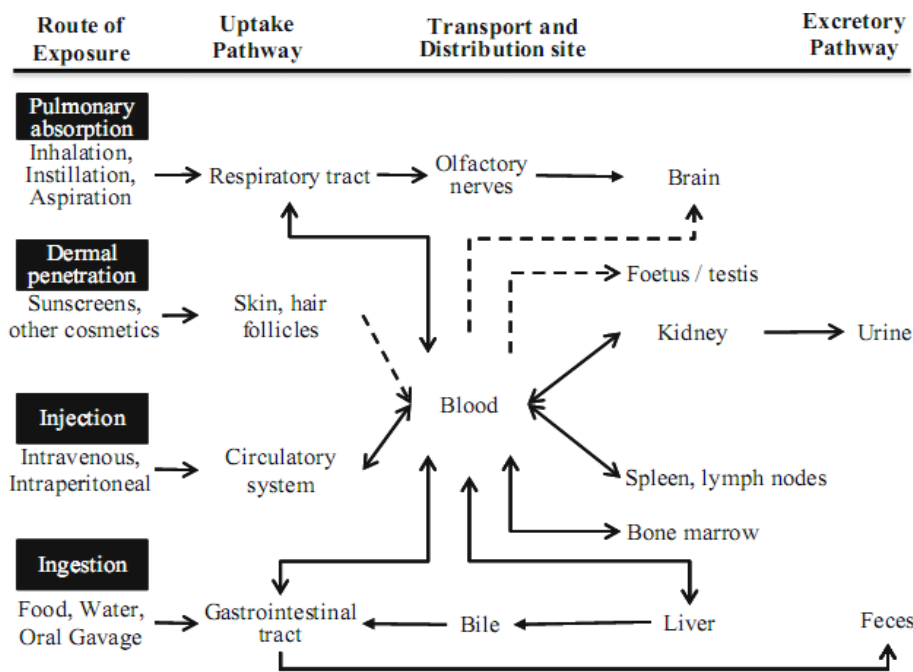 Route of
Exposure
Uptake
Pathway
Transport and
Distribution site
Excretory
Pathway
Pulmonary
absorption
Inhalation,
Instillation,
Aspiration
Respiratory tract
Olfactory
nerves
Brain
Dermal
penetration
Sunscreens,
other cosmetics
Skin, hair
follicles
Foetus / testis
Kidney
Urine
Blood
Injection
Intravenous,
Intraperitoneal
Circulatory
system
Spleen, lymph nodes
Bone marrow
Ingestion
Food, Water,
Oral Gavage
Gastrointestinal
tract
Bile
Liver
Feces